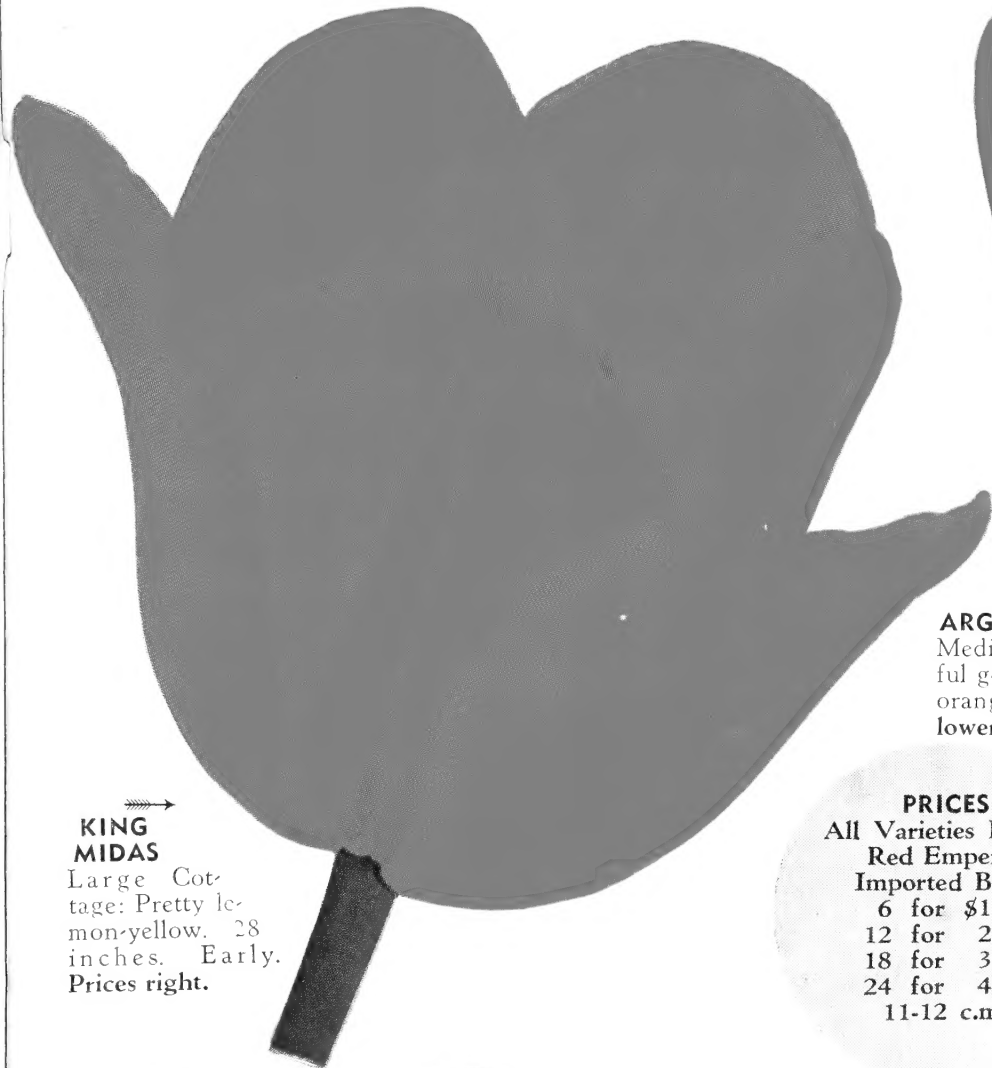 KING
MIDAS
Large Cot-
tage: Pretty le-
mon-yellow. 28
inches. Early.
Prices right.
ARG
Medi
ful g
orang
lower
PRICES
All Varieties
Red Empe
Imported B
6 for $1
12 for 2
18 for 3
24 for 4
11-12 c.m